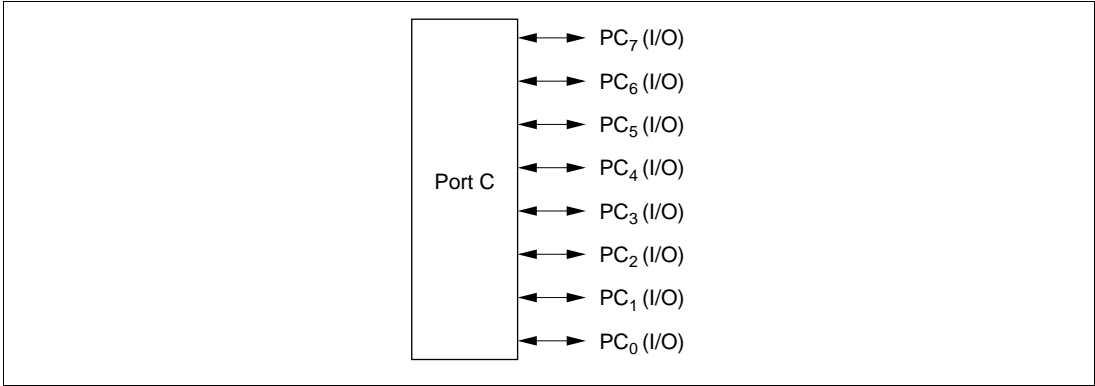 PC₇ (I/O)
PC₆ (I/O)
PC₅ (I/O)
PC₄ (I/O)
Port C
PC₃ (I/O)
PC₂ (I/O)
PC₁ (I/O)
PC₀ (I/O)